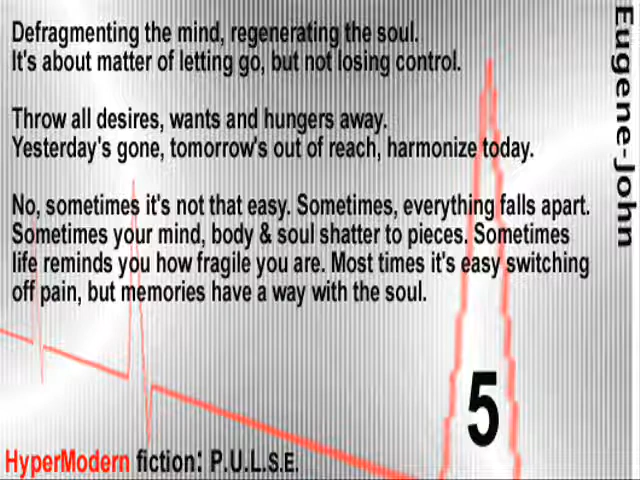 Defragmenting the mind, regenerating the soul.
It's about matter of letting go, but not losing control.
Throw all desires, wants and hungers away.
Yesterday's gone, tomorrow's out of reach, harmonize today.
No, sometimes it's not that easy. Sometimes, everything falls apart.
Sometimes your mind, body & soul shatter to pieces. Sometimes
life reminds you how fragile you are. Most times it's easy switching
off pain, but memories have a way with the soul.
Eugene-John
5
HyperModern fiction: P.U.L.S.E.